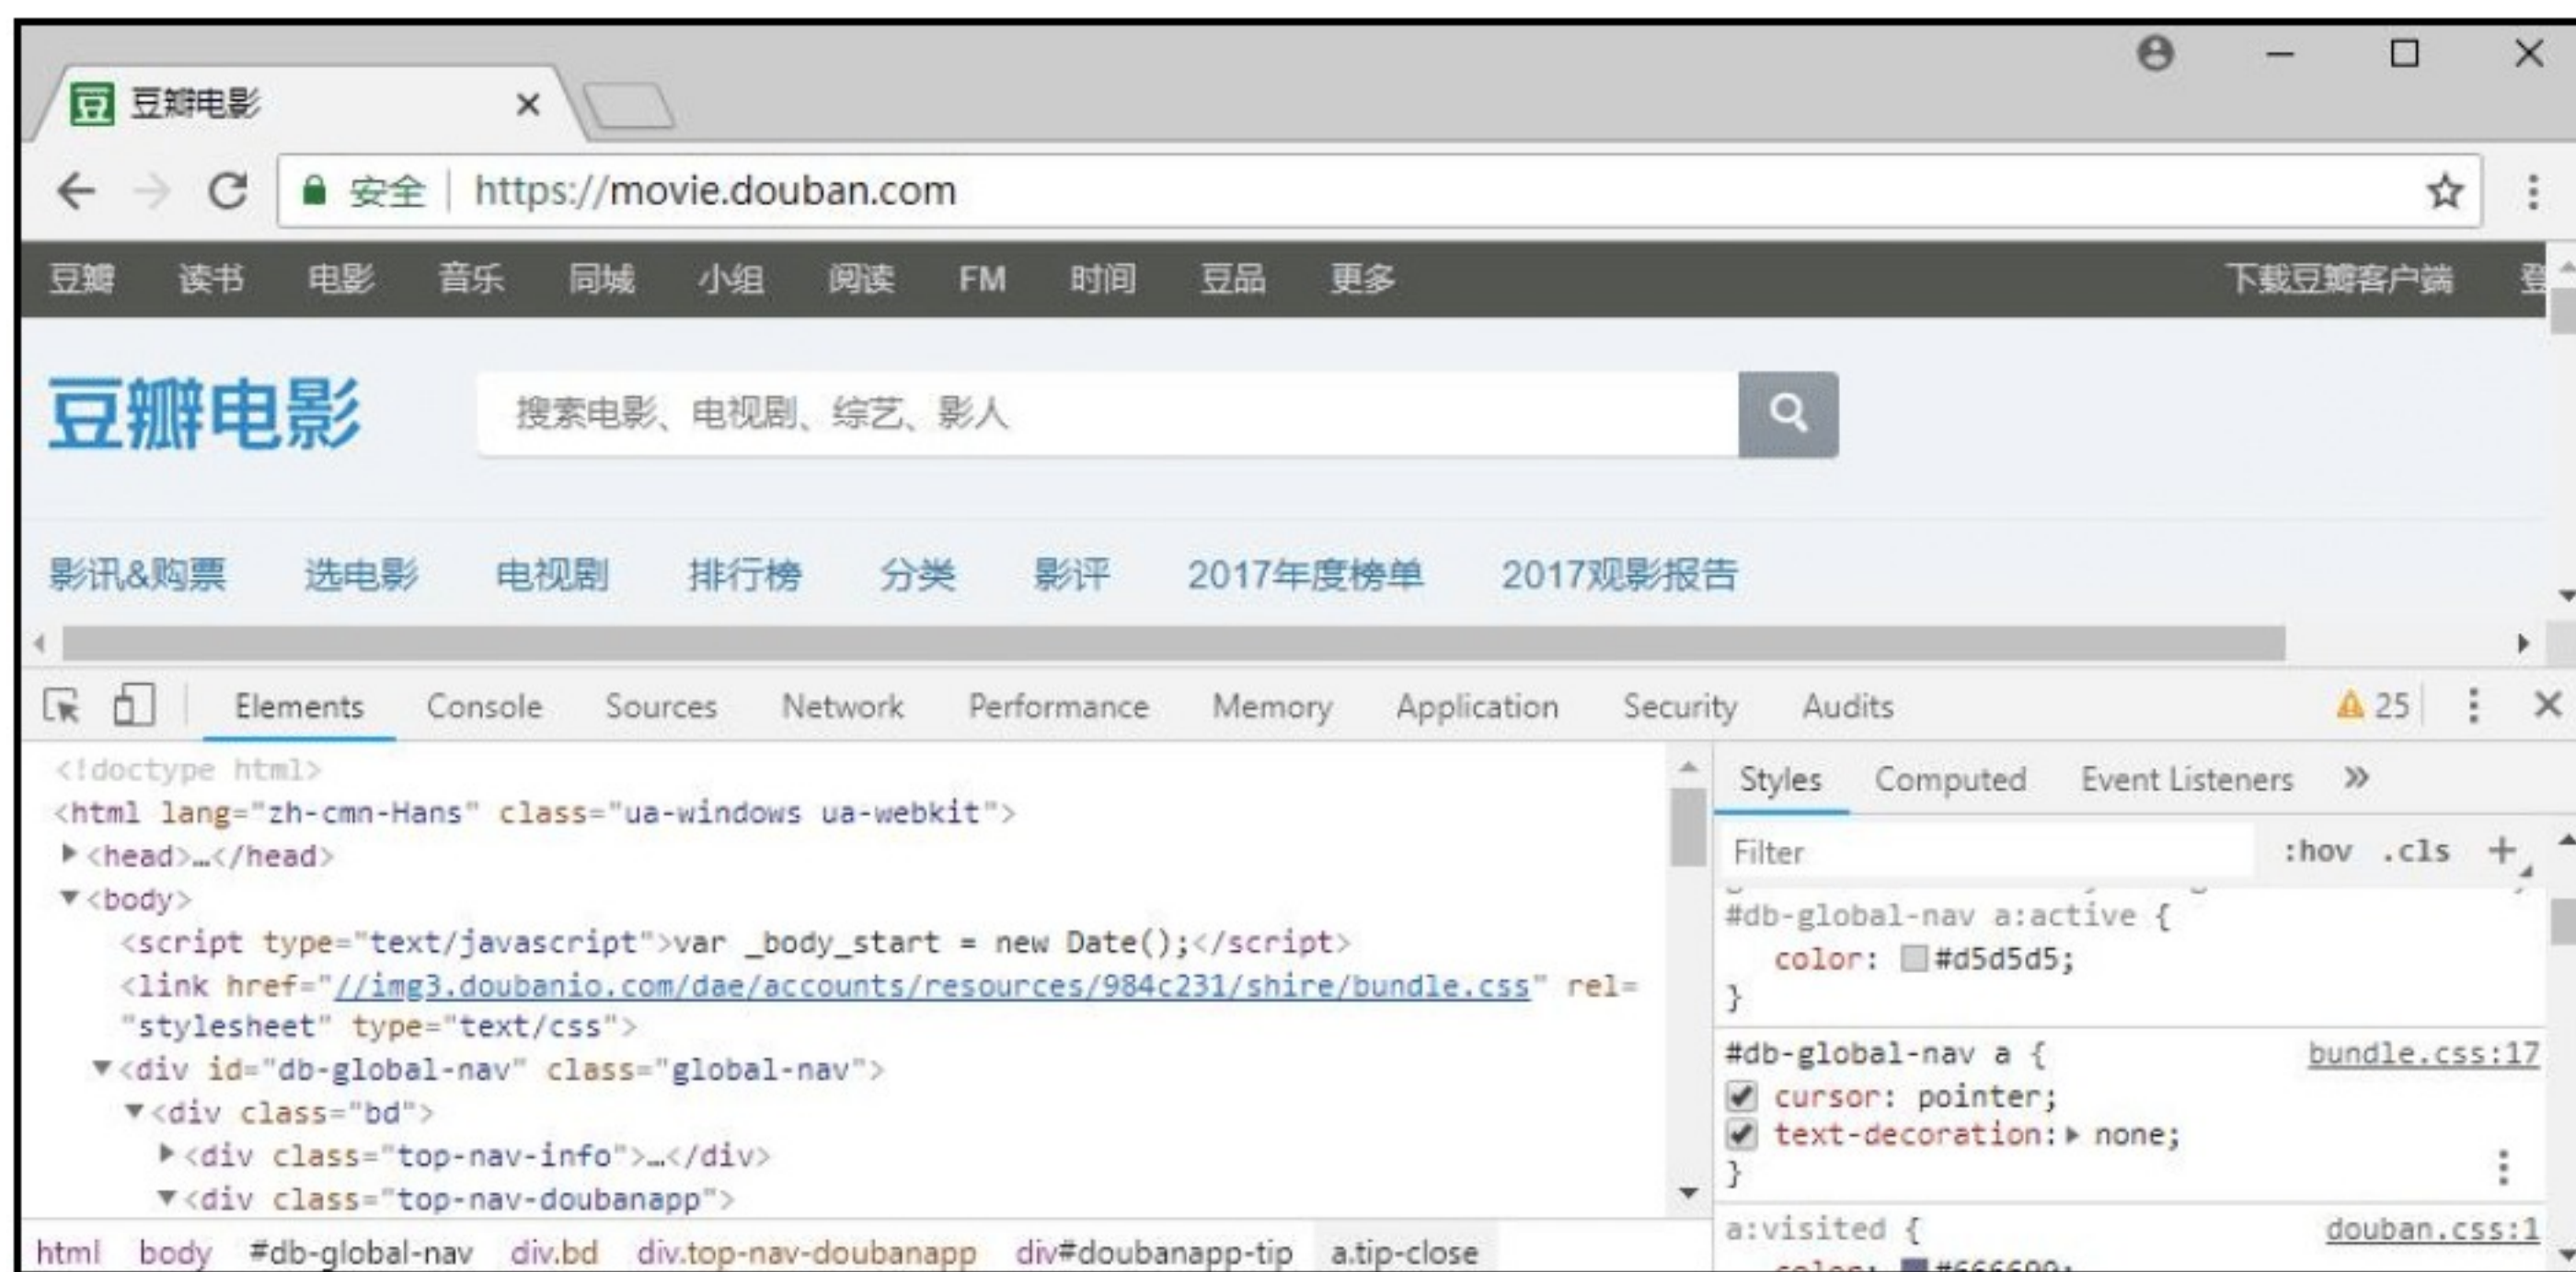 豆 豆瓣电影
安全 https://movie.douban.com
豆瓣 读书 电影 音乐 同城 小组 阅读 FM 时间 豆品 更多 下载豆瓣客户端 登
豆瓣电影 搜索电影、电视剧、综艺、影人
影讯&购票 选电影 电视剧 排行榜 分类 影评 2017年度榜单 2017观影报告
Elements Console Sources Network Performance Memory Application Security Audits 25
<!doctype html>
<html lang="zh-cmn-Hans" class="ua-windows ua-webkit">
<head>…</head>
<body>
<script type="text/javascript">var _body_start = new Date();</script>
<link href="//img3.doubanio.com/dae/accounts/resources/984c231/shire/bundle.css" rel=
"stylesheet" type="text/css">
<div id="db-global-nav" class="global-nav">
<div class="bd">
<div class="top-nav-info">…</div>
<div class="top-nav-doubanapp">
html body #db-global-nav div.bd div.top-nav-doubanapp div#doubanapp-tip a.tip-close
Styles Computed Event Listeners »
Filter :hov .cls +
#db-global-nav a:active {
color: #d5d5d5;
}
#db-global-nav a { bundle.css:17
cursor: pointer;
text-decoration: none;
}
a:visited { douban.css:1
color: #666699;